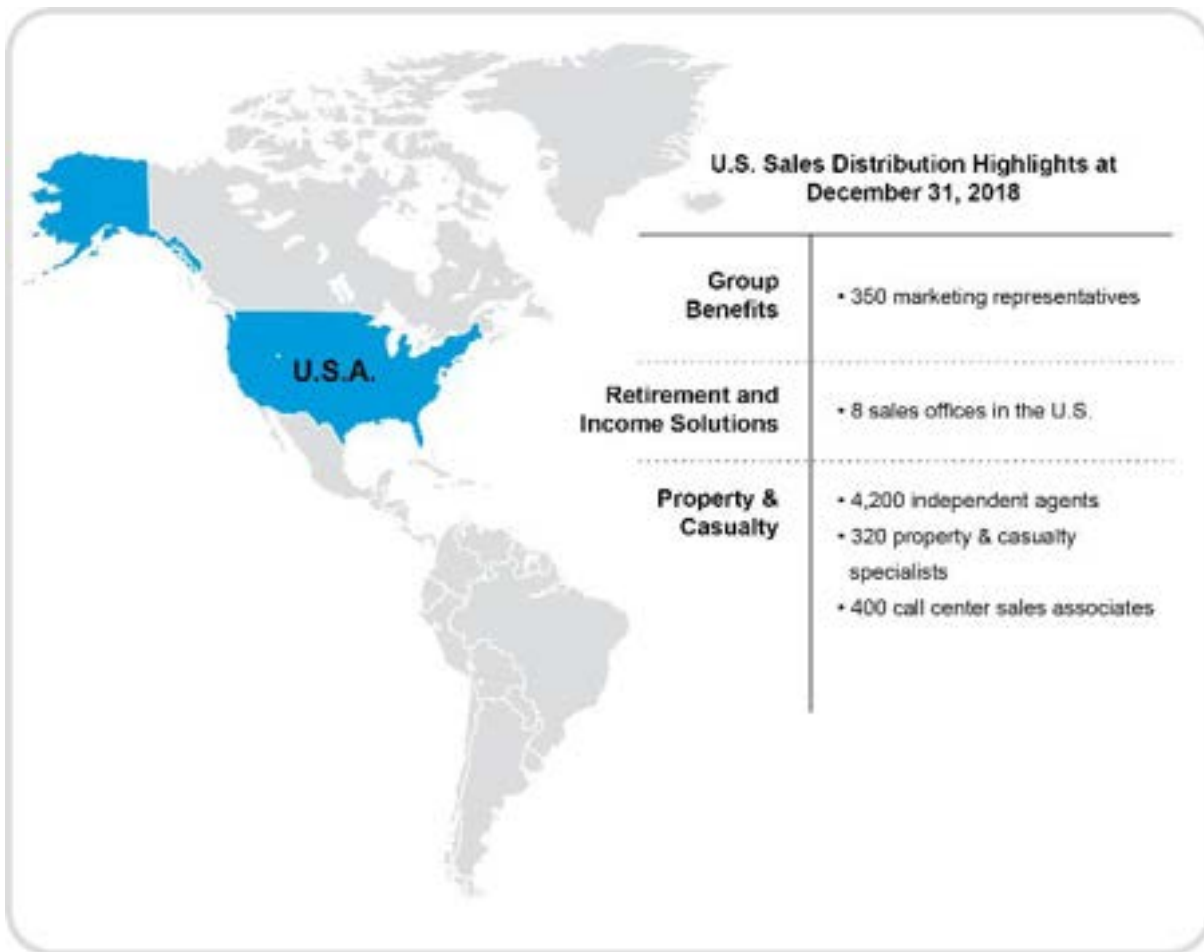 U.S. Sales Distribution Highlights at
December 31, 2018
Group
Benefits
• 350 marketing representatives
U.S.A.
Retirement and
Income Solutions
• 8 sales offices in the U.S.
Property &
Casualty
• 4,200 independent agents
• 320 property & casualty
specialists
• 400 call center sales associates